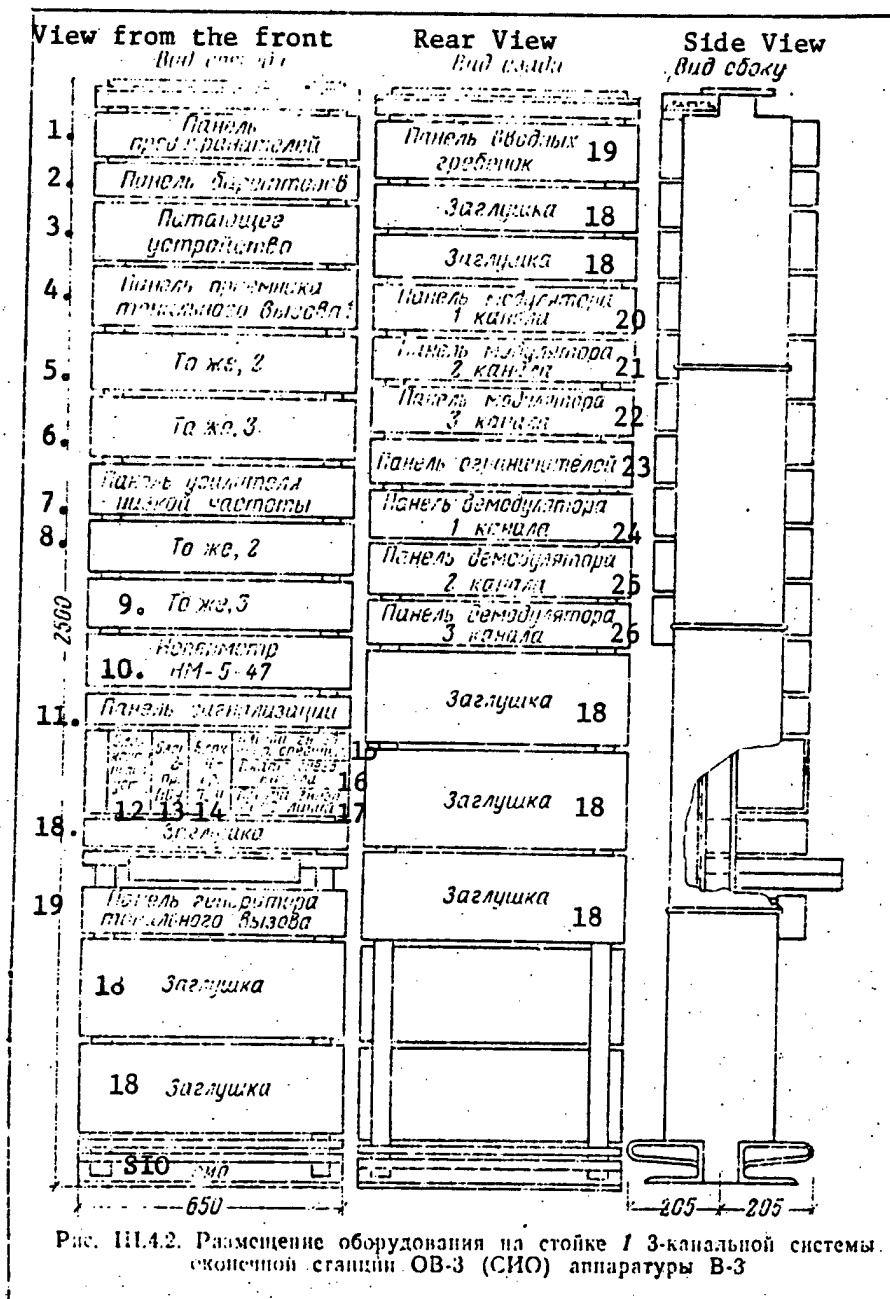 View from the front
Rear View
Side View
Вид спереди
Вид сзади
Вид сбоку
1. Панель
предохранителей
2. Панель бареттеров
3. Питающее
устройство
4. Панель приемника
тонального вызова 1
5. То же, 2
6. То же, 3
7. Панель усилителя
низкой частоты
8. То же, 2
9. То же, 3
10. Неперметр
НМ-5-47
11. Панель сигнализации
12 13 14
15
16
17
18. Заглушка
19 Панель генератора
тонального вызова
18 Заглушка
18 Заглушка
SIO СИО
2500
650
Панель вводных
гребенок 19
Заглушка 18
Заглушка 18
Панель модулятора
1 канала 20
Панель модулятора
2 канала 21
Панель модулятора
3 канала 22
Панель ограничителей 23
Панель демодулятора
1 канала 24
Панель демодулятора
2 канала 25
Панель демодулятора
3 канала 26
Заглушка 18
Заглушка 18
Заглушка 18
205 205
Рис. III.4.2. Размещение оборудования на стойке 1 3-канальной системы
оконечной станции ОВ-3 (СИО) аппаратуры В-3